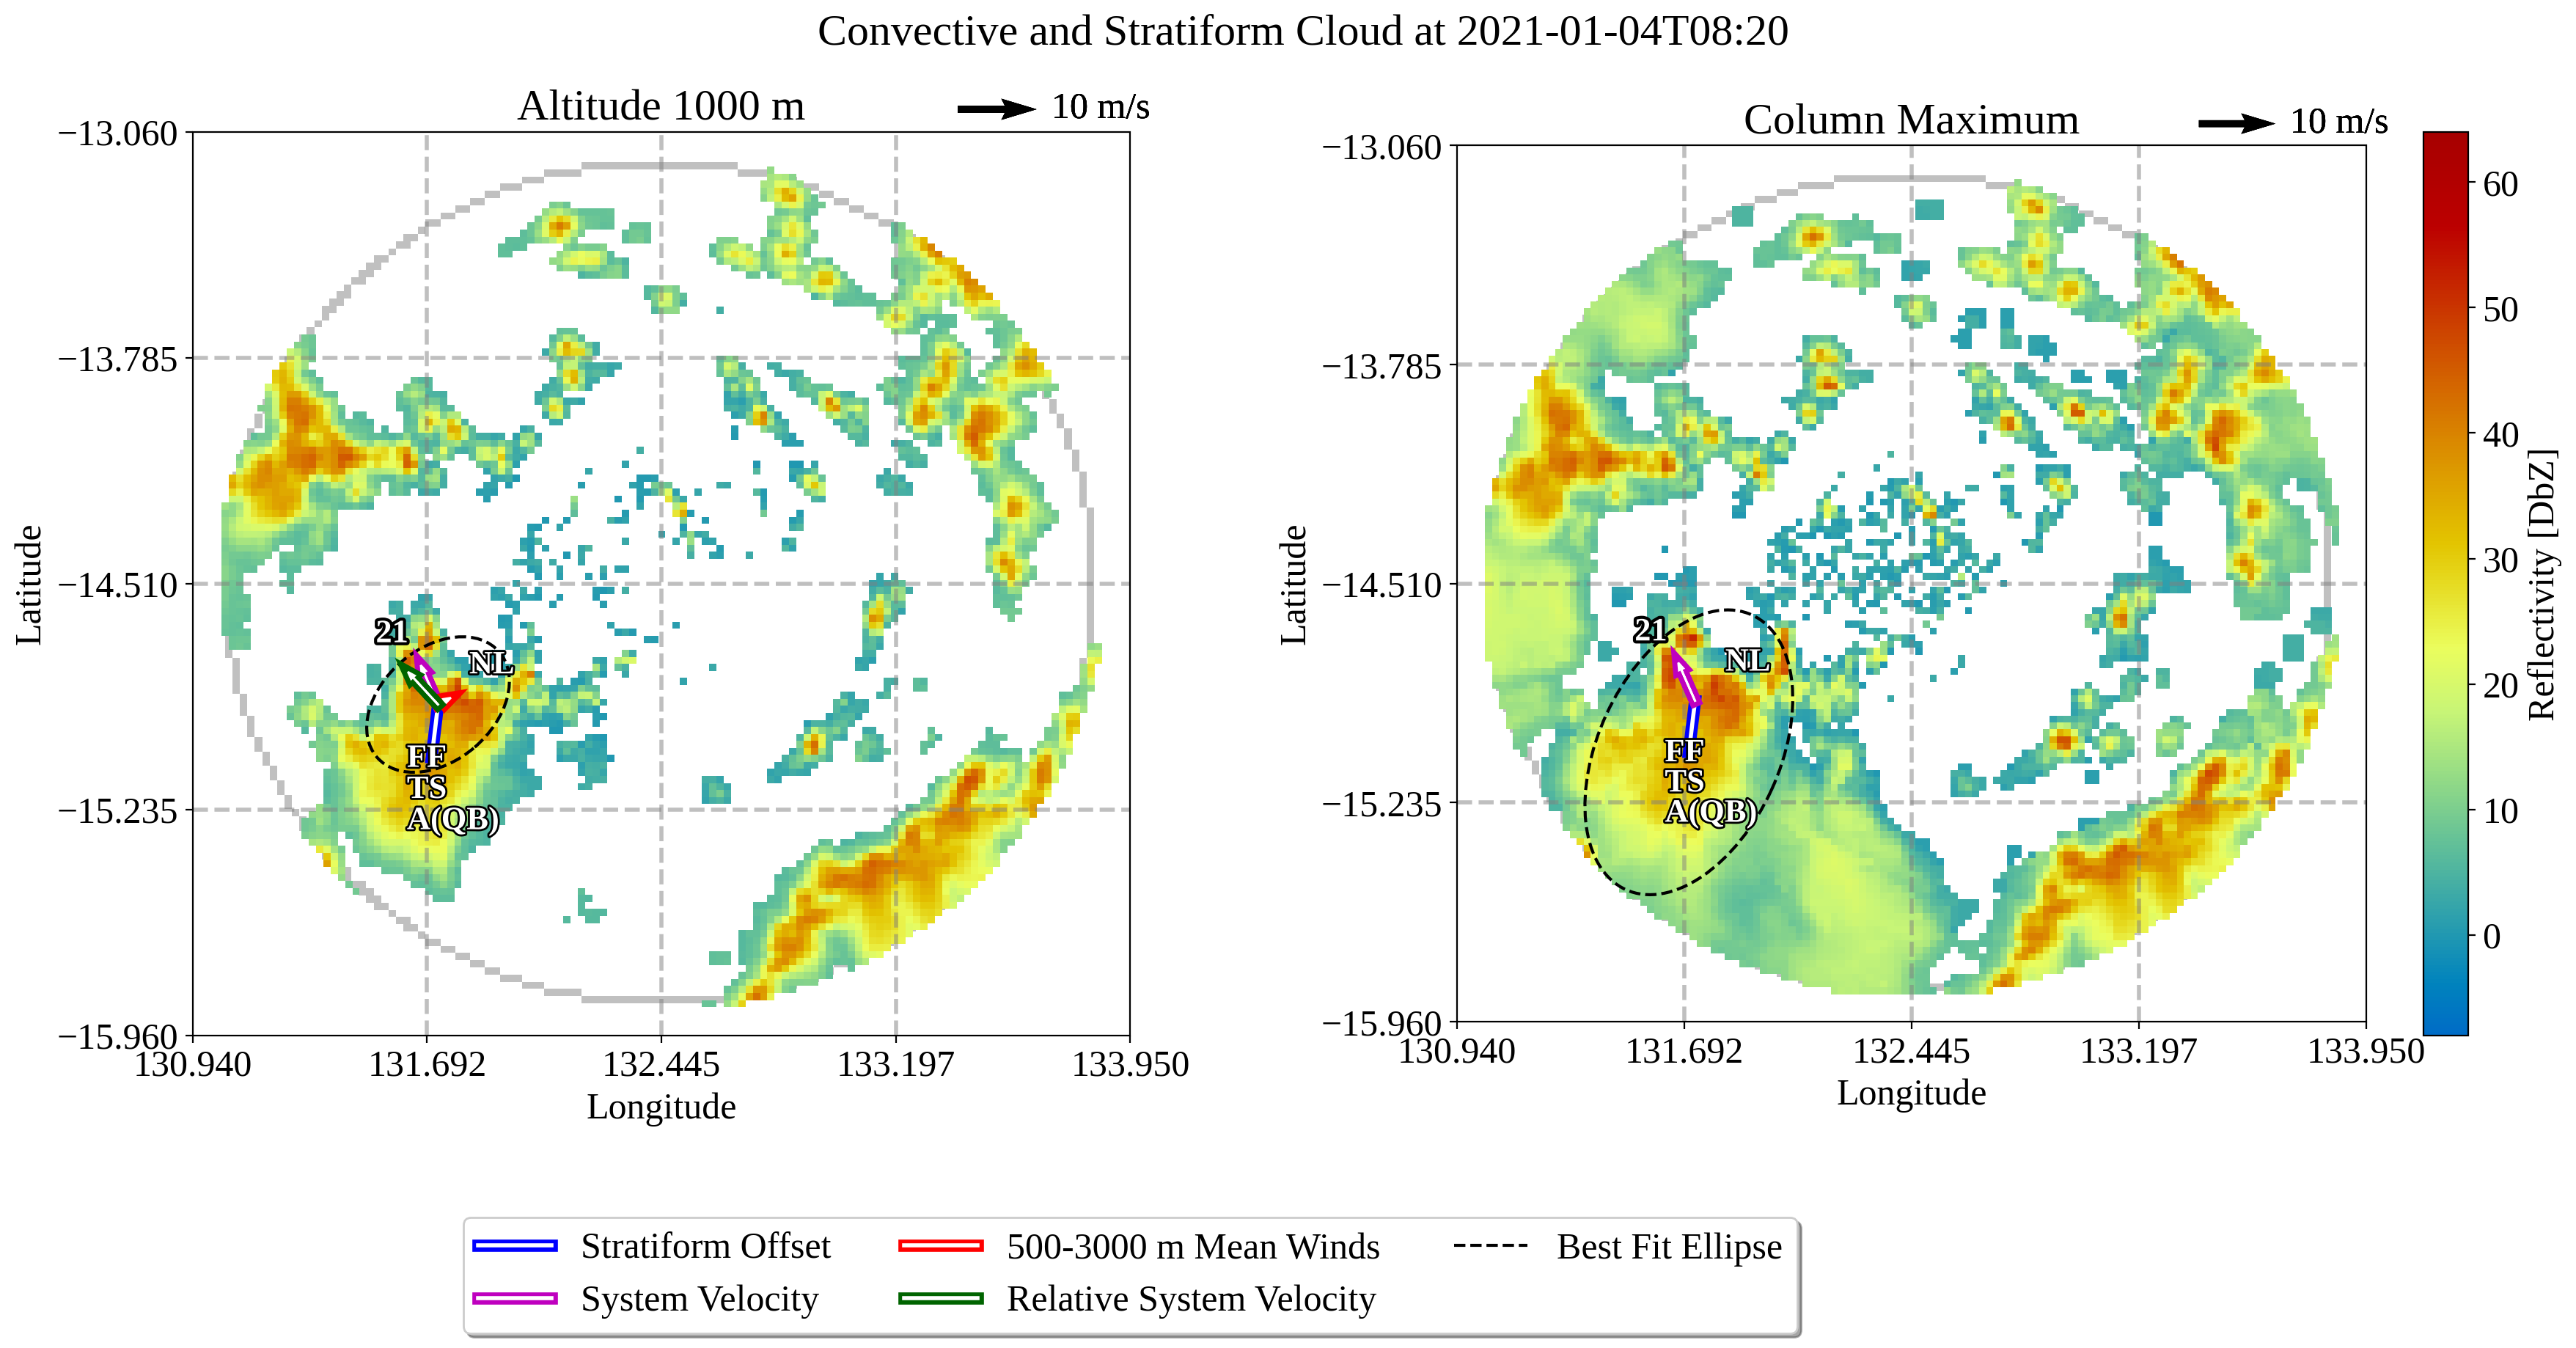 Convective and Stratiform Cloud at 2021-01-04T08:20
Altitude 1000 m
10 m/s
−13.060
−13.785
−14.510
−15.235
−15.960
Latitude
130.940
131.692
132.445
133.197
133.950
Longitude
21
NL
FF
TS
A(QB)
Column Maximum
10 m/s
−13.060
−13.785
−14.510
−15.235
−15.960
Latitude
130.940
131.692
132.445
133.197
133.950
Longitude
21
NL
FF
TS
A(QB)
60
50
40
30
20
10
0
Reflectivity [DbZ]
Stratiform Offset
System Velocity
500-3000 m Mean Winds
Relative System Velocity
Best Fit Ellipse